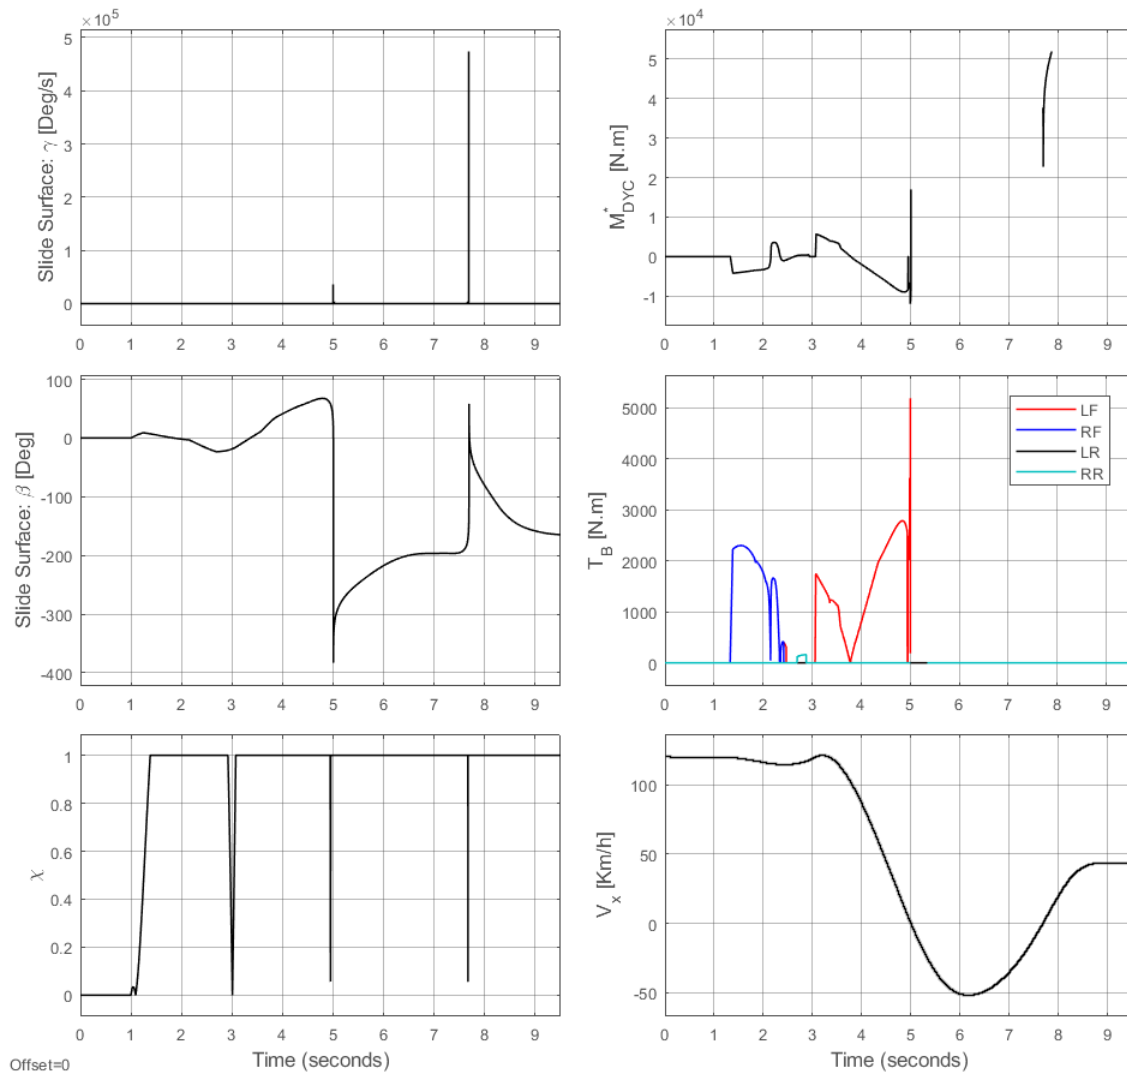 ×10⁵
5
4
3
2
1
0
Slide Surface: γ [Deg/s]
0 1 2 3 4 5 6 7 8 9
×10⁴
5
4
3
2
1
0
-1
M*DYC [N.m]
0 1 2 3 4 5 6 7 8 9
100
0
-100
-200
-300
-400
Slide Surface: β [Deg]
0 1 2 3 4 5 6 7 8 9
5000
4000
3000
2000
1000
0
T_B [N.m]
LF
RF
LR
RR
0 1 2 3 4 5 6 7 8 9
1
0.8
0.6
0.4
0.2
0
χ
0 1 2 3 4 5 6 7 8 9
Time (seconds)
100
50
0
-50
V_x [Km/h]
0 1 2 3 4 5 6 7 8 9
Time (seconds)
Offset=0